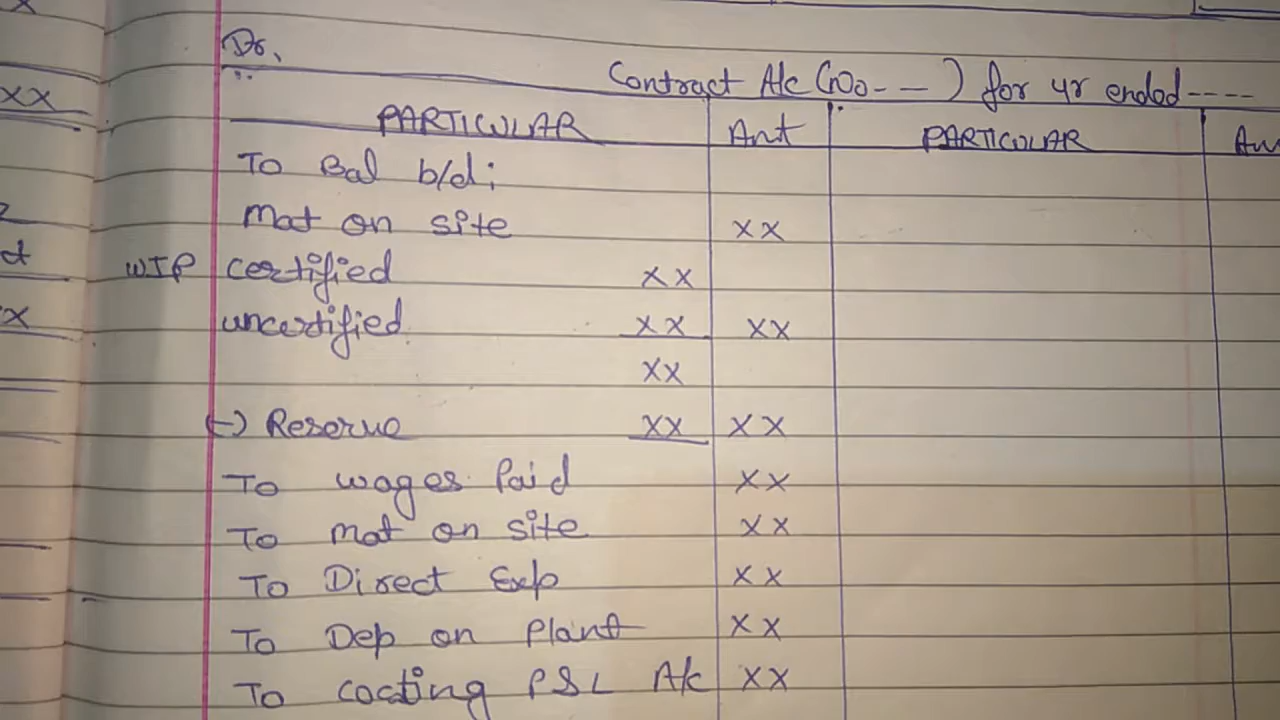 Dr.
Contract A/c (No - - ) for yr ended ----
PARTICULAR Amt PARTICULAR Am
To Bal b/d:
Mat on site XX
WIP certified XX
uncertified XX XX
XX
(-) Reserve XX XX
To wages Paid XX
To Mat on site XX
To Direct Exp XX
To Dep on Plant XX
To costing P&L A/c XX
XX
X